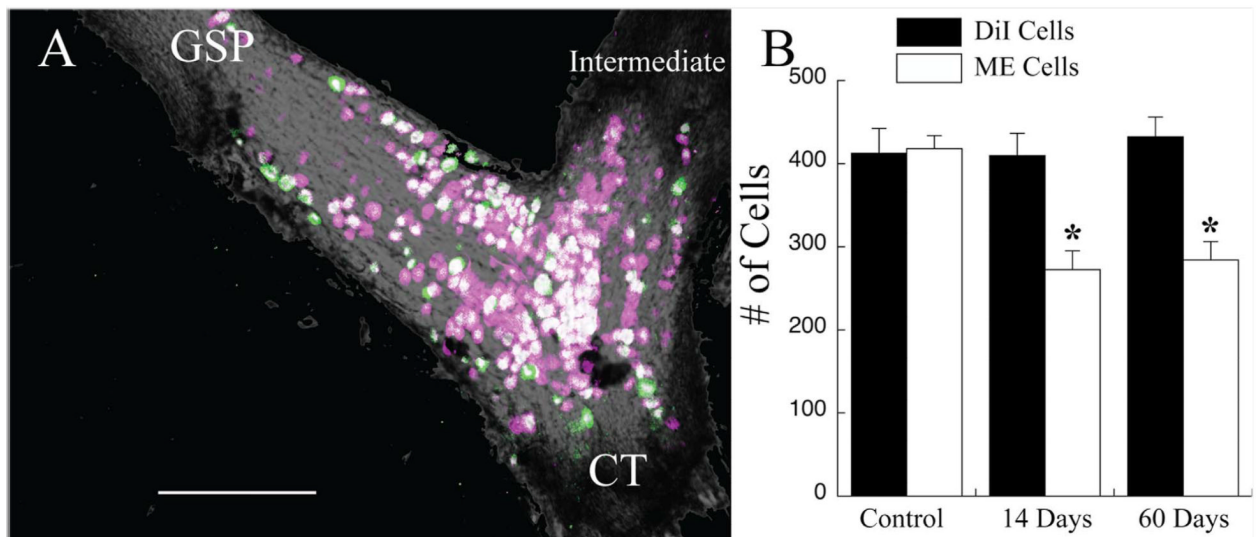 A
GSP
Intermediate
CT
B
DiI Cells
ME Cells
# of Cells
500
400
300
200
100
0
*
*
Control
14 Days
60 Days